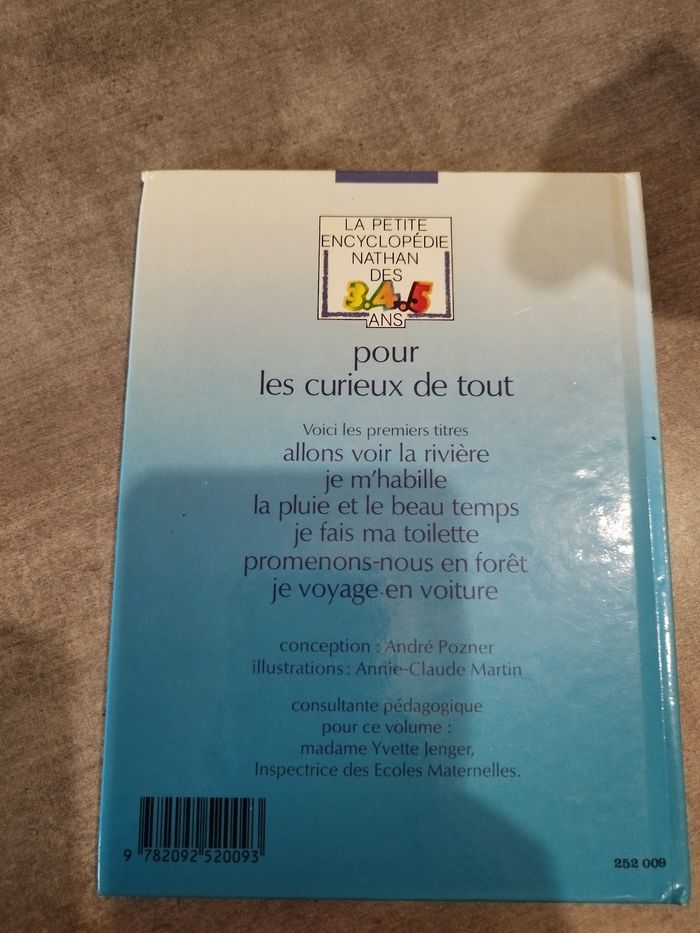 LA PETITE
ENCYCLOPÉDIE
NATHAN
DES
3.4.5
ANS
pour
les curieux de tout
Voici les premiers titres
allons voir la rivière
je m'habille
la pluie et le beau temps
je fais ma toilette
promenons-nous en forêt
je voyage en voiture
conception : André Pozner
illustrations : Annie-Claude Martin
consultante pédagogique
pour ce volume :
madame Yvette Jenger,
Inspectrice des Ecoles Maternelles.
9 782092 520093
252 009